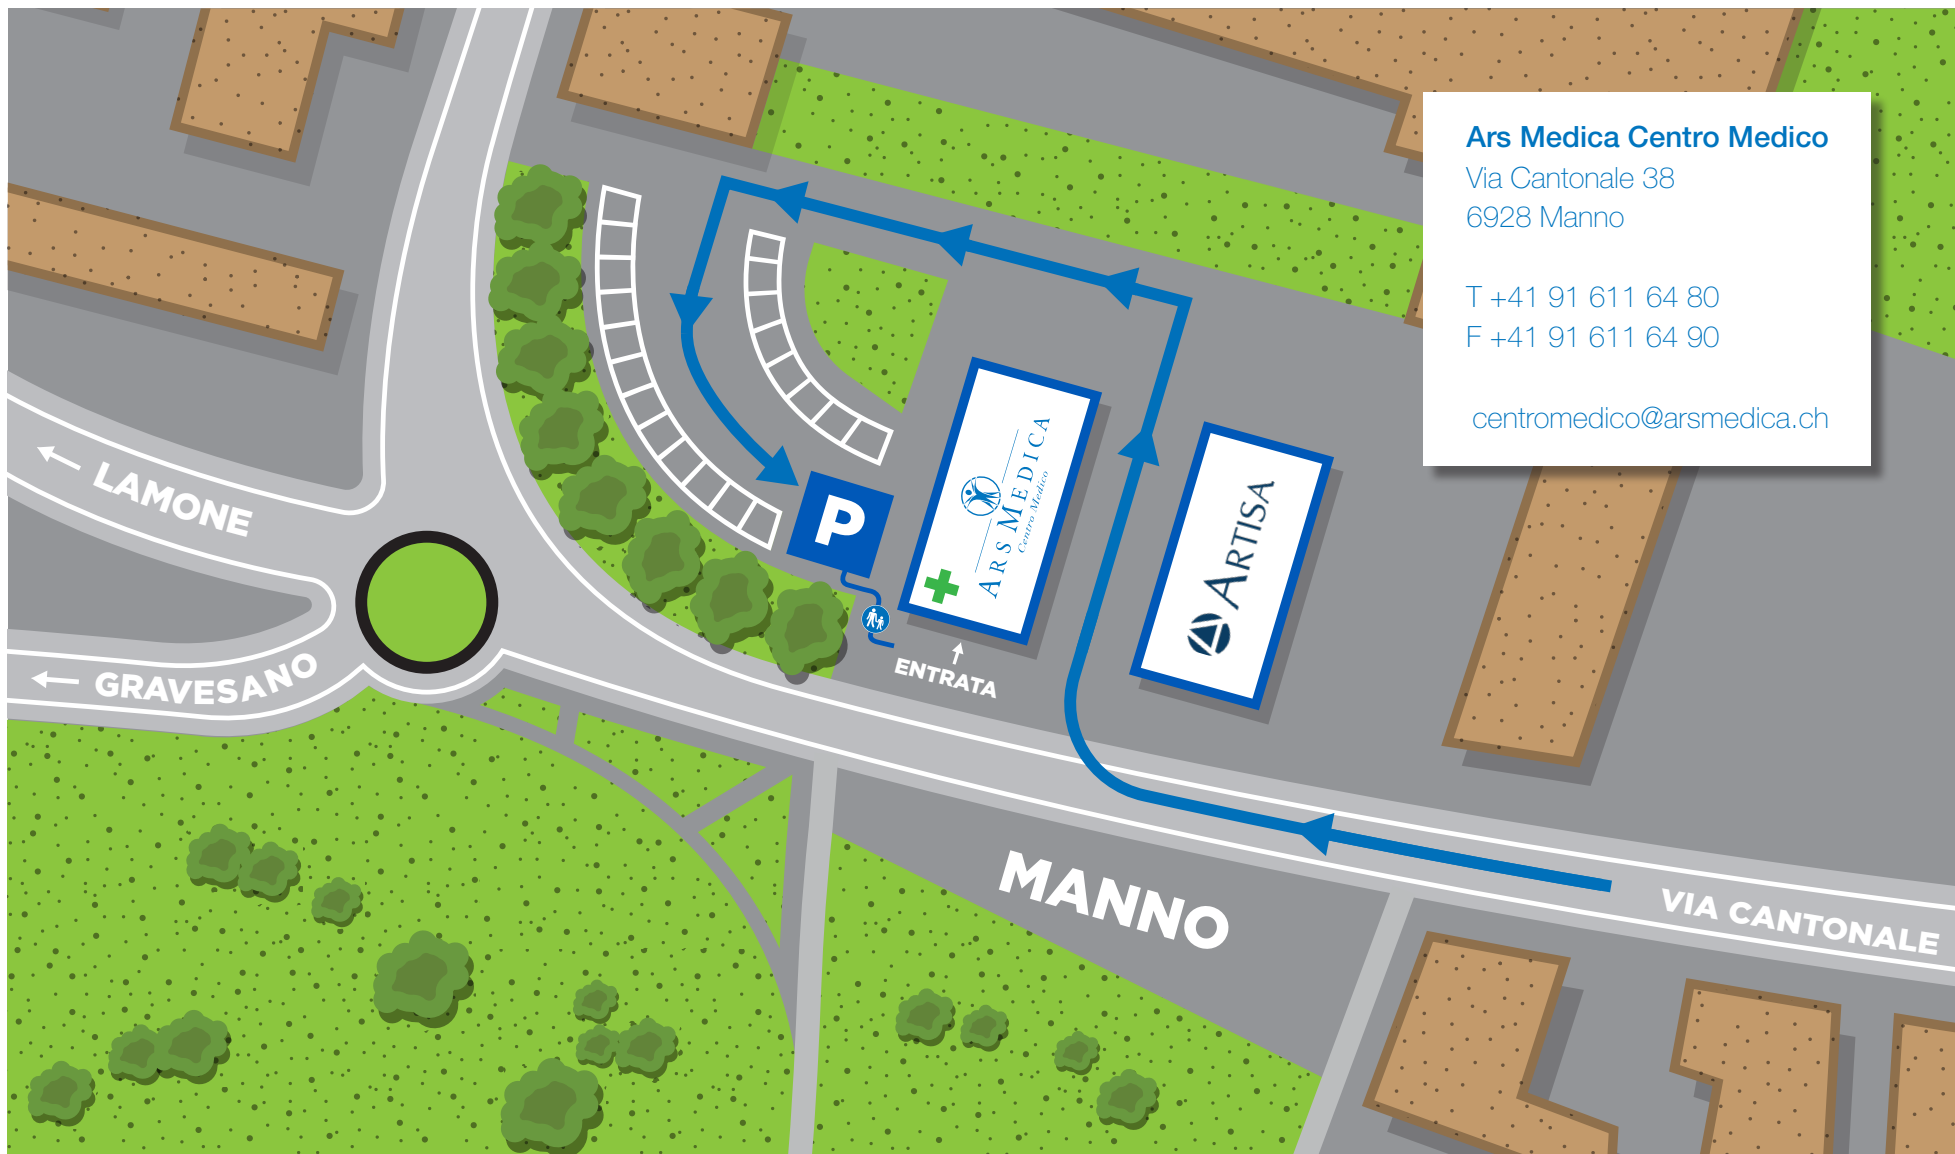 Ars Medica Centro Medico
Via Cantonale 38
6928 Manno
T +41 91 611 64 80
F +41 91 611 64 90
centromedico@arsmedica.ch
LAMONE
GRAVESANO
P
ARS MEDICA
Centro Medico
ARTISA
ENTRATA
MANNO
VIA CANTONALE